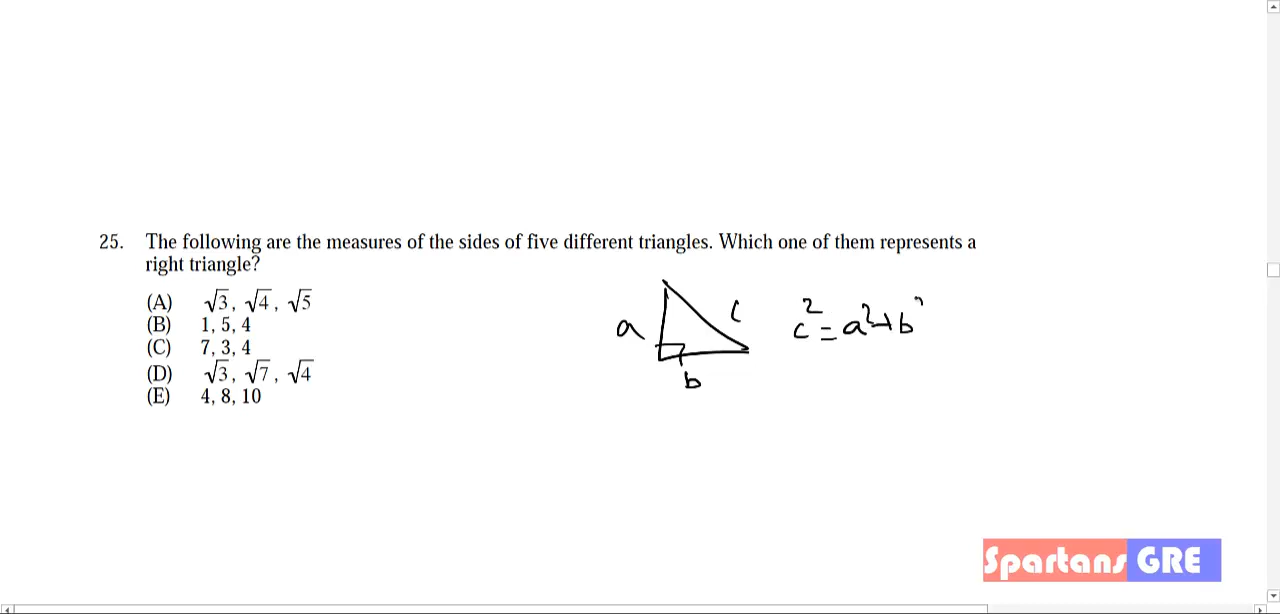 25. The following are the measures of the sides of five different triangles. Which one of them represents a
right triangle?
(A) √3, √4, √5
(B) 1, 5, 4
(C) 7, 3, 4
(D) √3, √7, √4
(E) 4, 8, 10
a
c
b
c² = a² + b²
Spartans GRE